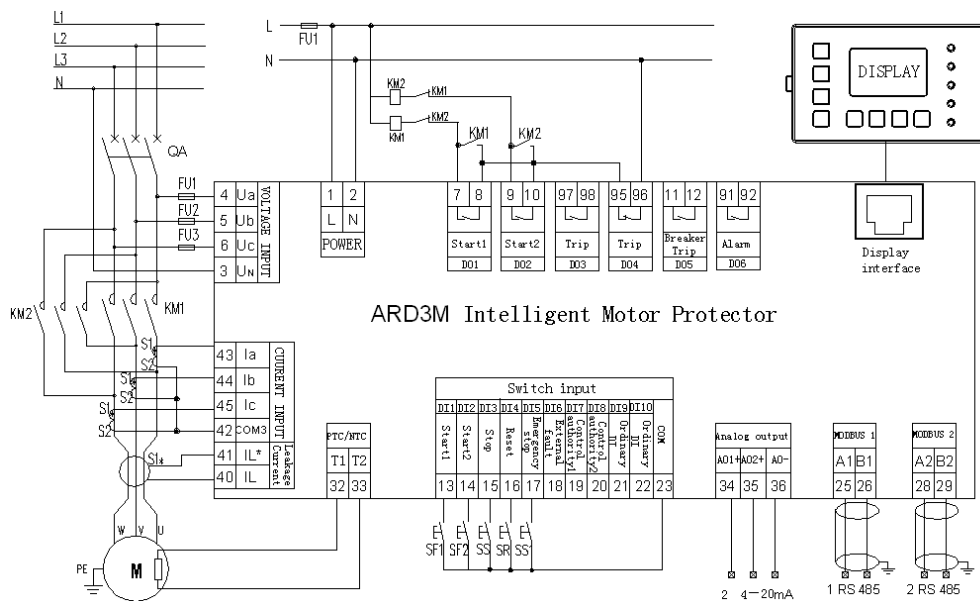 L1
L2
L3
N
L
FU1
N
KM2
KM1
KM1
KM2
KM1
KM2
DISPLAY
QA
FU1
FU2
FU3
4 Ua
5 Ub
6 Uc
3 UN
VOLTAGE INPUT
1 2
L N
POWER
7 8
Start1
DO1
9 10
Start2
DO2
97 98
Trip
DO3
95 96
Trip
DO4
11 12
Breaker
Trip
DO5
91 92
Alarm
DO6
Display
interface
KM2
KM1
ARD3M Intelligent Motor Protector
S1
S2
S1
S2
S1
S2
S1*
43 Ia
44 Ib
45 Ic
42 COM3
CUURENT INPUT
41 IL*
40 IL
Leakage
Current
PTC/NTC
T1 T2
32 33
Switch input
DI1 DI2 DI3 DI4 DI5 DI6 DI7 DI8 DI9 DI10 COM
Start1
Start2
Stop
Reset
Emergency
stop
External
fault
Control
authority1
Control
authority2
Ordinary
DI
Ordinary
DI
13 14 15 16 17 18 19 20 21 22 23
SF1 SF2 SS SR SS1
Analog output
AO1+ AO2+ AO-
34 35 36
2 4—20mA
MODBUS 1
A1 B1
25 26
1 RS 485
MODBUS 2
A2 B2
28 29
2 RS 485
W V U
PE
M